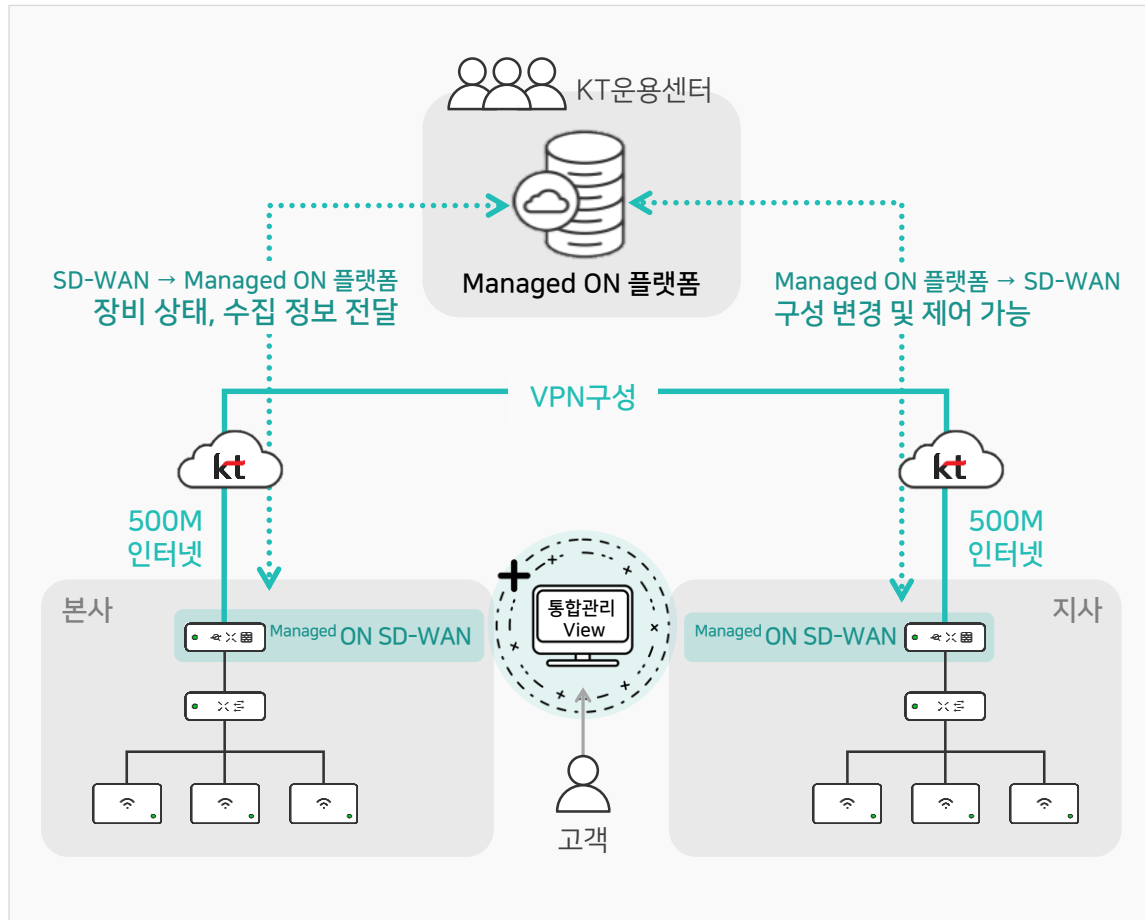 KT운용센터
Managed ON 플랫폼
SD-WAN → Managed ON 플랫폼
장비 상태, 수집 정보 전달
Managed ON 플랫폼 → SD-WAN
구성 변경 및 제어 가능
VPN구성
kt
kt
500M
인터넷
500M
인터넷
본사
Managed ON SD-WAN
통합관리
View
지사
Managed ON SD-WAN
고객